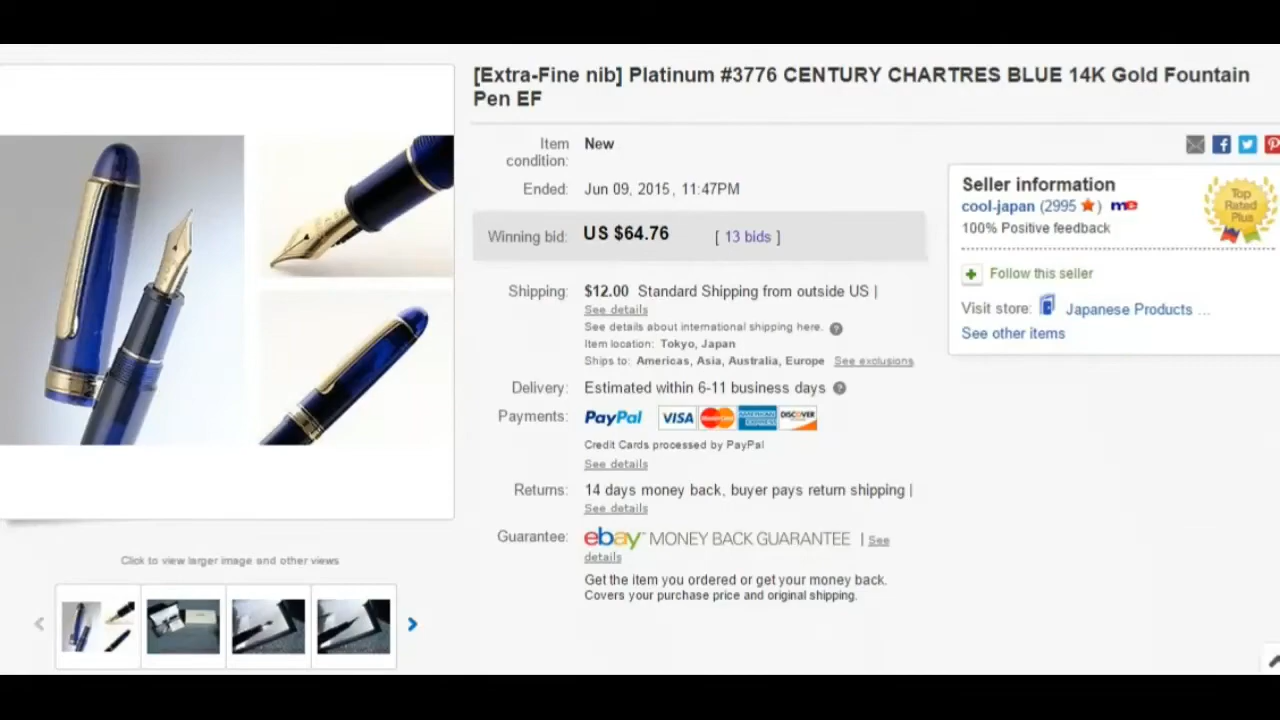 [Extra-Fine nib] Platinum #3776 CENTURY CHARTRES BLUE 14K Gold Fountain
Pen EF
Item condition: New
Ended: Jun 09, 2015 , 11:47PM
Winning bid: US $64.76 [ 13 bids ]
Shipping: $12.00 Standard Shipping from outside US |
See details
See details about international shipping here. ?
Item location: Tokyo, Japan
Ships to: Americas, Asia, Australia, Europe See exclusions
Delivery: Estimated within 6-11 business days ?
Payments: PayPal VISA MasterCard AMERICAN EXPRESS DISCOVER
Credit Cards processed by PayPal
See details
Returns: 14 days money back, buyer pays return shipping |
See details
Guarantee: ebay MONEY BACK GUARANTEE | See
details
Get the item you ordered or get your money back.
Covers your purchase price and original shipping.
Seller information
cool-japan (2995 ) me
100% Positive feedback
Top
Rated
Plus
Follow this seller
Visit store: Japanese Products ...
See other items
Click to view larger image and other views